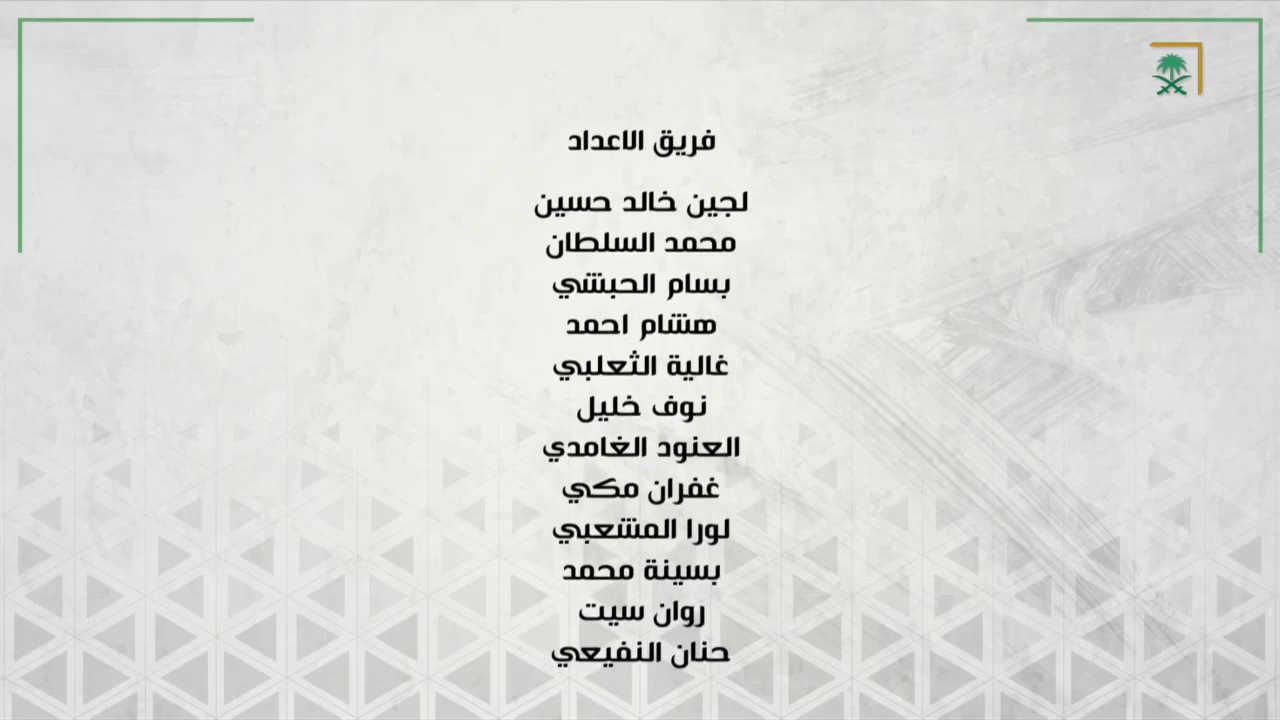 فريق الاعداد
لجين خالد حسين
محمد السلطان
بسام الحبشي
هشام احمد
غالية الثعلبي
نوف خليل
العنود الغامدي
غفران مكي
لورا المشعبي
بسينة محمد
روان سيت
حنان النفيعي